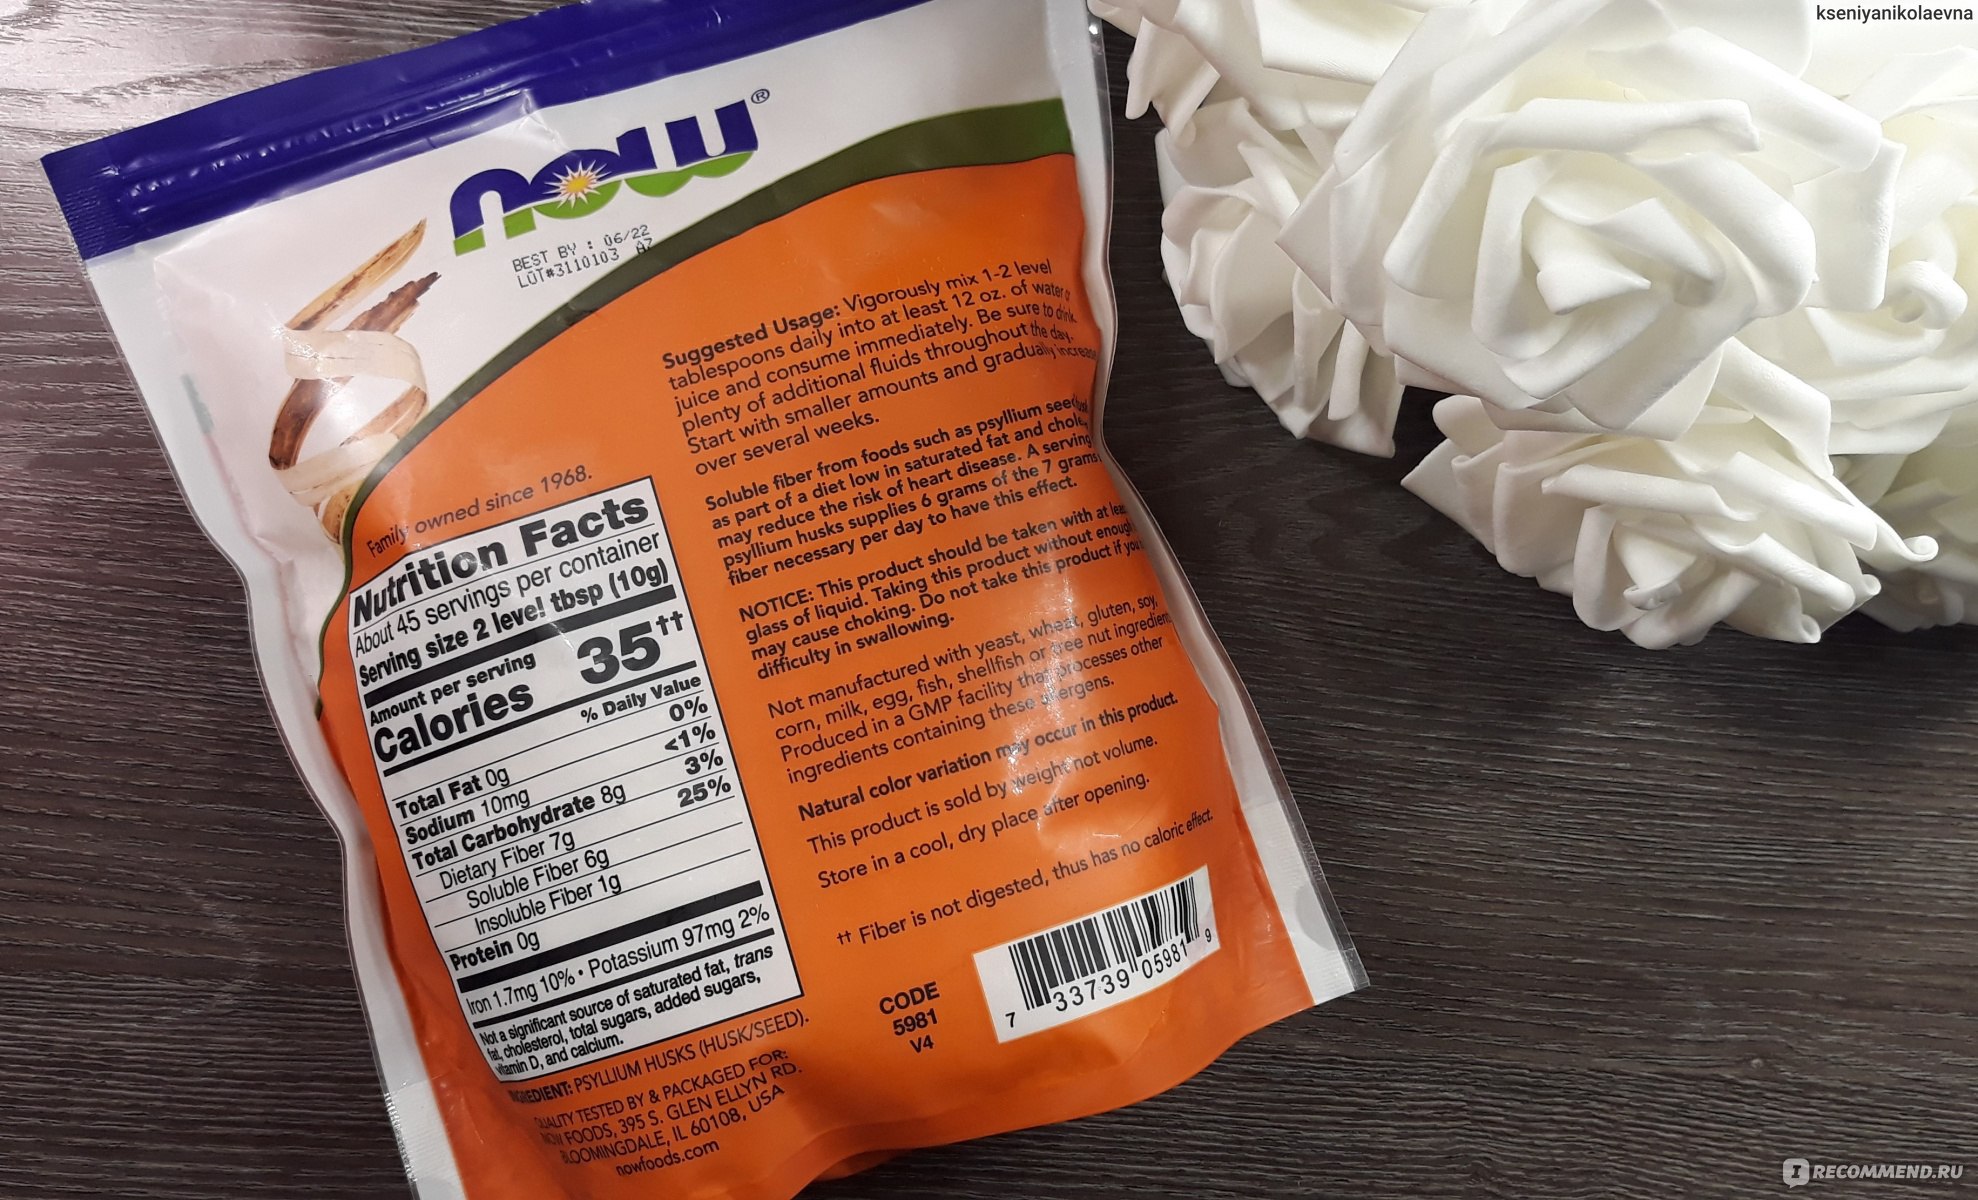 kseniyanikolaevna
now®
BEST BY : 06/22
LOT#3110103 AZ
Suggested Usage: Vigorously mix 1-2 level
tablespoons daily into at least 12 oz. of water
juice and consume immediately. Be sure to drink
plenty of additional fluids throughout the day.
Start with smaller amounts and gradually increase
over several weeks.
Soluble fiber from foods such as psyllium seed
as part of a diet low in saturated fat and
may reduce the risk of heart disease. A serving
psyllium husks supplies 6 grams of the 7 grams
fiber necessary per day to have this effect.
NOTICE: This product should be taken with at
glass of liquid. Taking this product without enough
may cause choking. Do not take this product if you
difficulty in swallowing.
Not manufactured with yeast, wheat, gluten, soy,
corn, milk, egg, fish, shellfish or tree nut
Produced in a GMP facility that processes other
ingredients containing these allergens.
Natural color variation may occur in this product.
This product is sold by weight not volume.
Store in a cool, dry place after opening.
†† Fiber is not digested, thus has no caloric effect.
CODE
5981
V4
7 33739 05981 9
Family owned since 1968.
Nutrition Facts
About 45 servings per container
Serving size 2 level tbsp (10g)
Amount per serving
Calories 35††
% Daily Value
Total Fat 0g 0%
Sodium 10mg <1%
Total Carbohydrate 8g 3%
Dietary Fiber 7g 25%
Soluble Fiber 6g
Insoluble Fiber 1g
Protein 0g
Iron 1.7mg 10% • Potassium 97mg 2%
Not a significant source of saturated fat, trans
fat, cholesterol, total sugars, added sugars,
vitamin D, and calcium.
INGREDIENT: PSYLLIUM HUSKS (HUSK/SEED).
QUALITY TESTED BY & PACKAGED FOR:
NOW FOODS, 395 S. GLEN ELLYN RD.
BLOOMINGDALE, IL 60108, USA
nowfoods.com
I RECOMMEND.RU